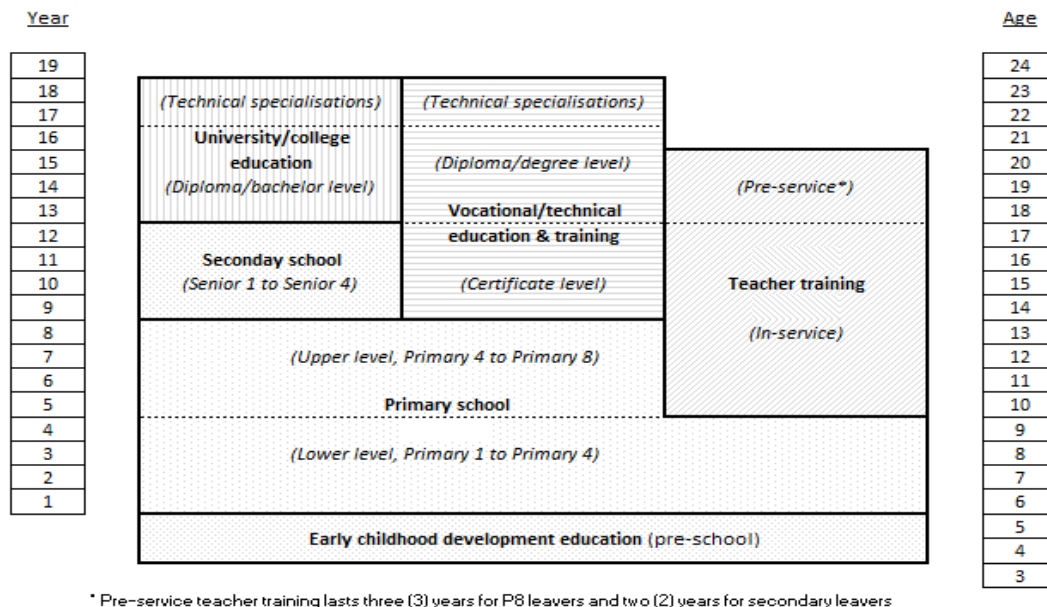 Year
Age
19
24
18
(Technical specialisations)
(Technical specialisations)
23
17
22
16
University/college
21
15
education
(Diploma/degree level)
20
14
(Diploma/bachelor level)
(Pre-service*)
19
13
Vocational/technical
18
12
education & training
17
11
Seconday school
16
10
(Senior 1 to Senior 4)
(Certificate level)
Teacher training
15
9
14
8
(In-service)
13
7
(Upper level, Primary 4 to Primary 8)
12
6
11
5
Primary school
10
4
9
3
(Lower level, Primary 1 to Primary 4)
8
2
7
1
6
5
Early childhood development education (pre-school)
4
3
* Pre-service teacher training lasts three (3) years for P8 leavers and two (2) years for secondary leavers